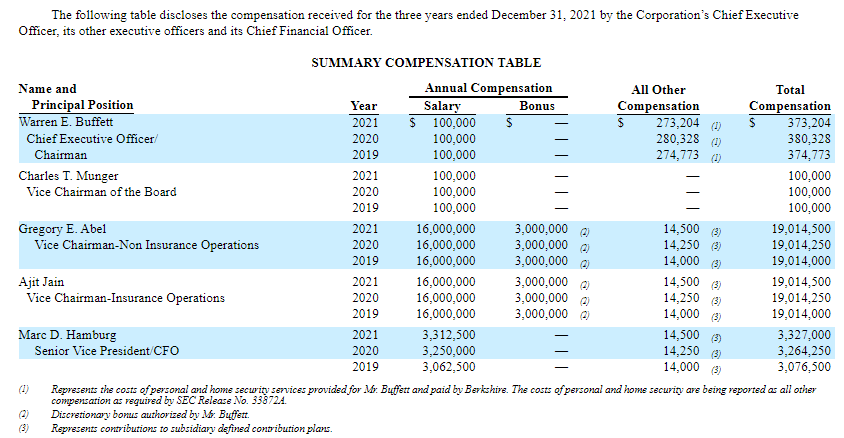 The following table discloses the compensation received for the three years ended December 31, 2021 by the Corporation's Chief Executive
Officer, its other executive officers and its Chief Financial Officer.
SUMMARY COMPENSATION TABLE
Name and Annual Compensation All Other Total
Principal Position Year Salary Bonus Compensation Compensation
Warren E. Buffett 2021 $ 100,000 $ — $ 273,204 (1) $ 373,204
Chief Executive Officer/ 2020 100,000 — 280,328 (1) 380,328
Chairman 2019 100,000 — 274,773 (1) 374,773
Charles T. Munger 2021 100,000 — — 100,000
Vice Chairman of the Board 2020 100,000 — — 100,000
2019 100,000 — — 100,000
Gregory E. Abel 2021 16,000,000 3,000,000 (2) 14,500 (3) 19,014,500
Vice Chairman-Non Insurance Operations 2020 16,000,000 3,000,000 (2) 14,250 (3) 19,014,250
2019 16,000,000 3,000,000 (2) 14,000 (3) 19,014,000
Ajit Jain 2021 16,000,000 3,000,000 (2) 14,500 (3) 19,014,500
Vice Chairman-Insurance Operations 2020 16,000,000 3,000,000 (2) 14,250 (3) 19,014,250
2019 16,000,000 3,000,000 (2) 14,000 (3) 19,014,000
Marc D. Hamburg 2021 3,312,500 — 14,500 (3) 3,327,000
Senior Vice President/CFO 2020 3,250,000 — 14,250 (3) 3,264,250
2019 3,062,500 — 14,000 (3) 3,076,500
(1) Represents the costs of personal and home security services provided for Mr. Buffett and paid by Berkshire. The costs of personal and home security are being reported as all other
compensation as required by SEC Release No. 33872A.
(2) Discretionary bonus authorized by Mr. Buffett.
(3) Represents contributions to subsidiary defined contribution plans.